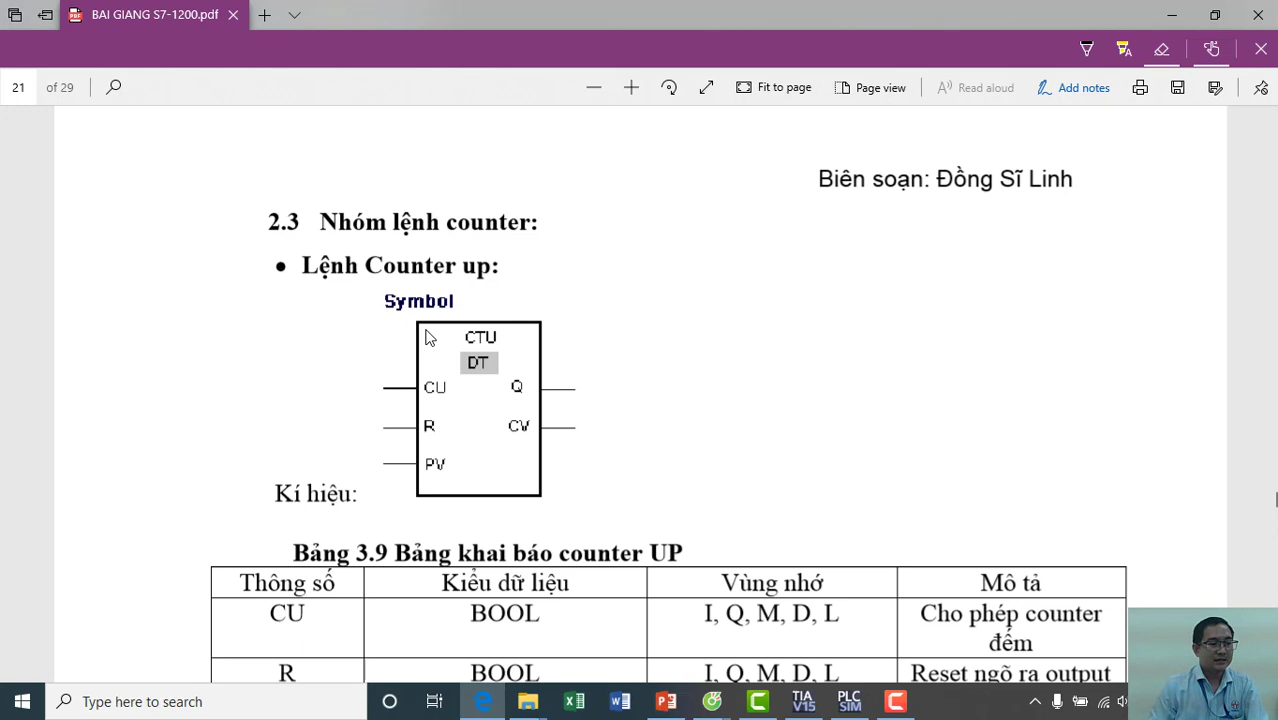 BAI GIANG S7-1200.pdf
21 of 29
Fit to page
Page view
Read aloud
Add notes
Biên soạn: Đồng Sĩ Linh
2.3 Nhóm lệnh counter:
• Lệnh Counter up:
Symbol
CTU
DT
CU Q
R CV
PV
Kí hiệu:
Bảng 3.9 Bảng khai báo counter UP
Thông số Kiểu dữ liệu Vùng nhớ Mô tả
CU BOOL I, Q, M, D, L Cho phép counter
đếm
R BOOL I, Q, M, D, L Reset ngõ ra output
Type here to search
TIA
V15
PLC
SIM